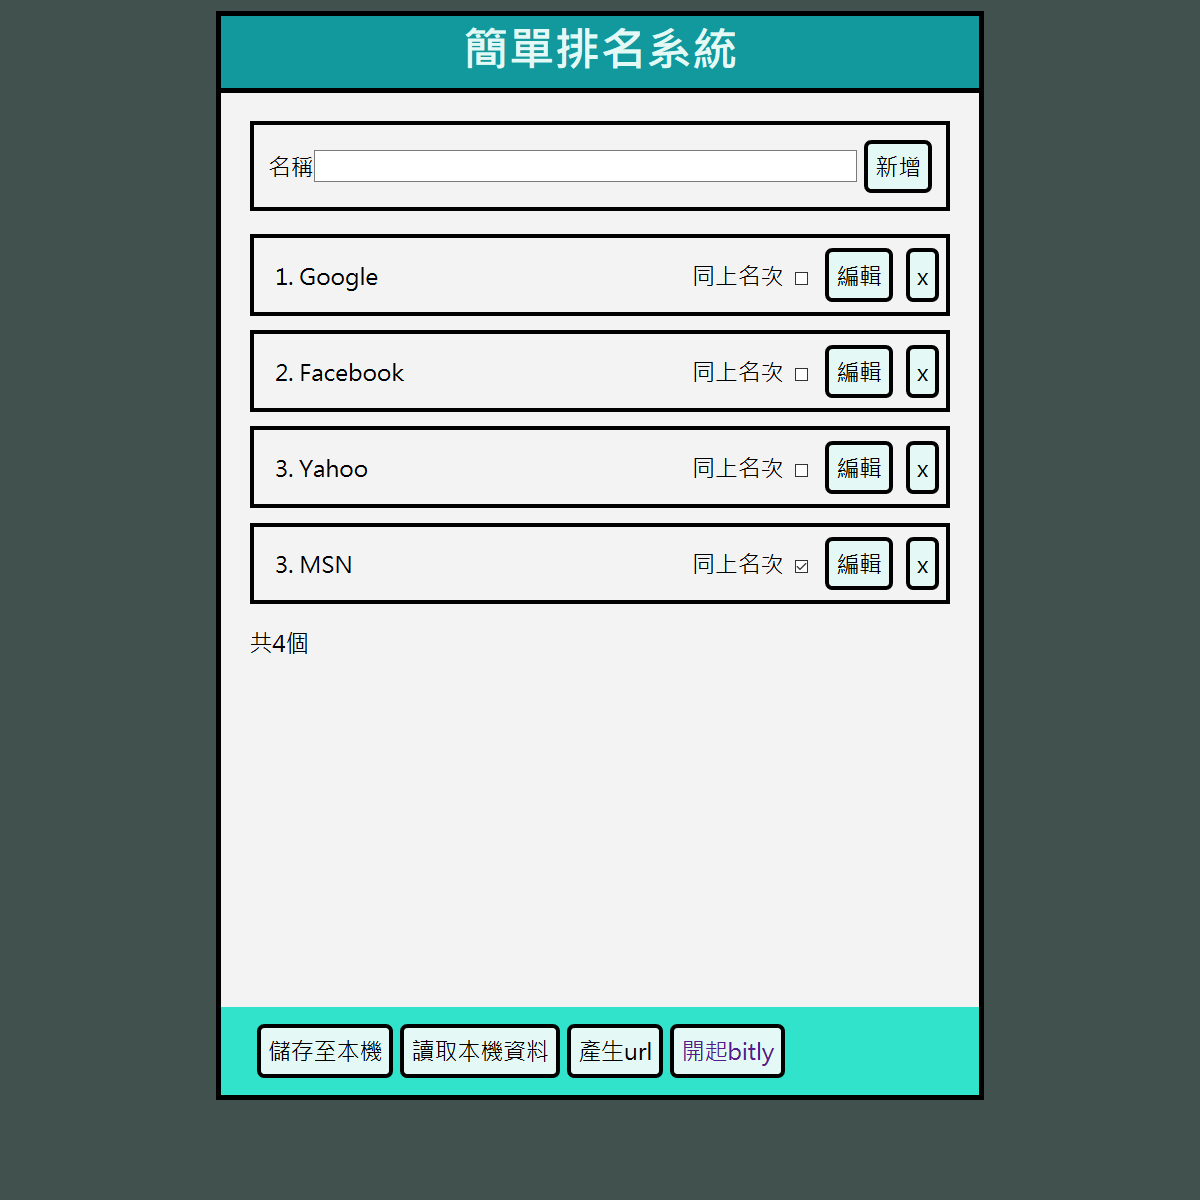 簡單排名系統
名稱 新增
1. Google 同上名次 編輯 x
2. Facebook 同上名次 編輯 x
3. Yahoo 同上名次 編輯 x
3. MSN 同上名次 編輯 x
共4個
儲存至本機 讀取本機資料 產生url 開起bitly